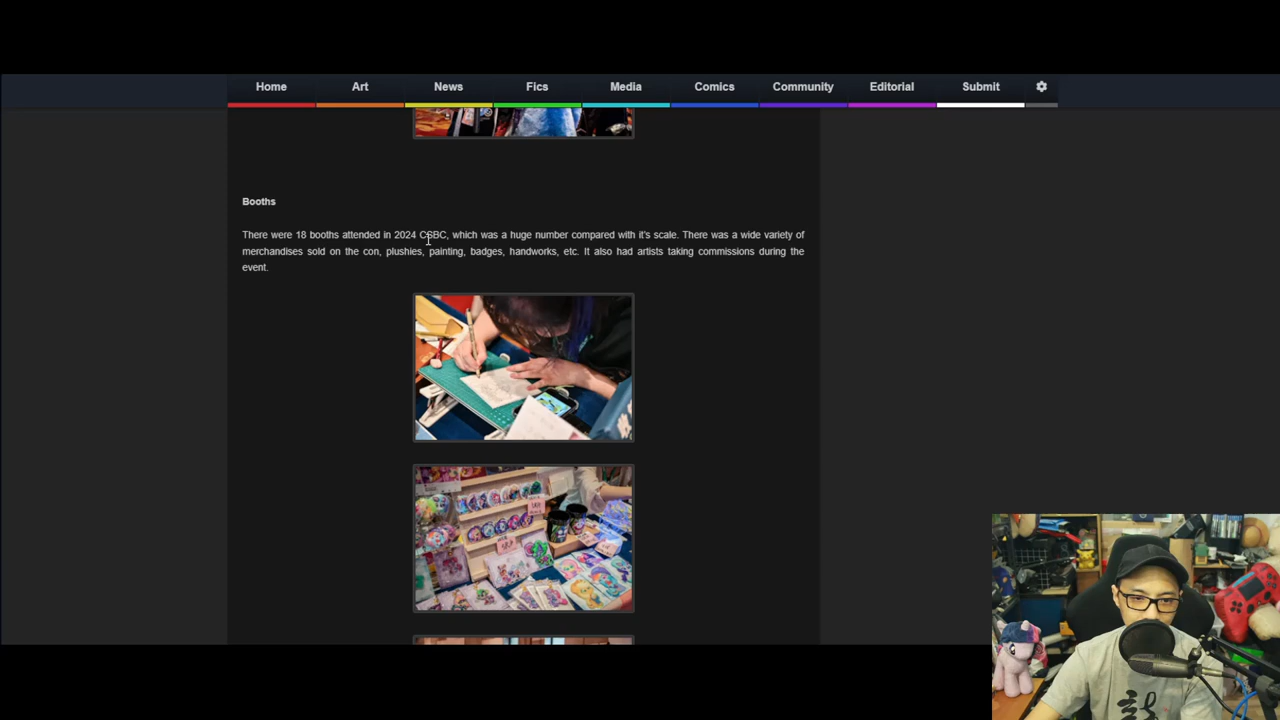 Home Art News Fics Media Comics Community Editorial Submit
Booths
There were 18 booths attended in 2024 CSBC, which was a huge number compared with it's scale. There was a wide variety of
merchandises sold on the con, plushies, painting, badges, handworks, etc. It also had artists taking commissions during the
event.